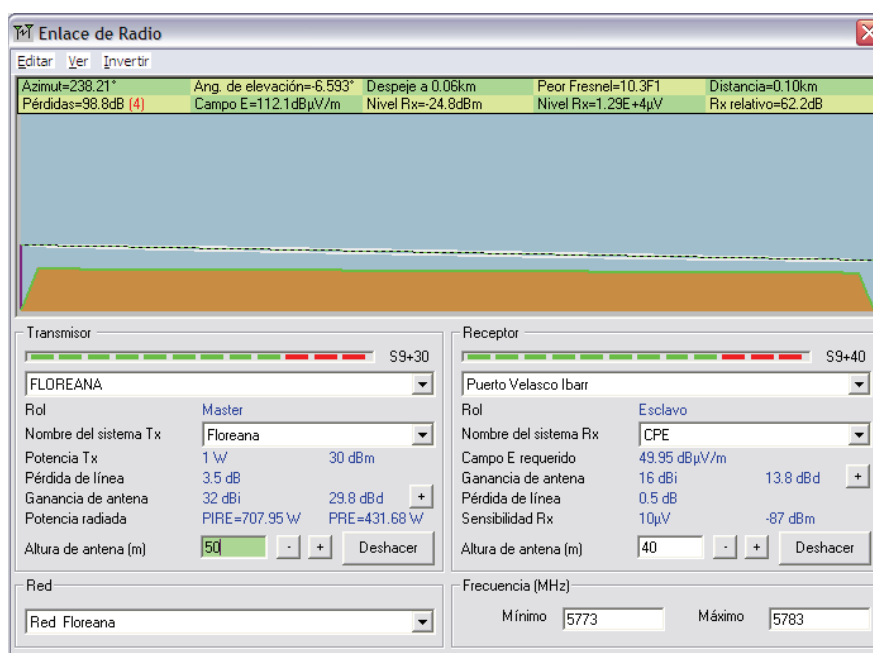 Enlace de Radio
Editar Ver Invertir
Azimut=238.21° Ang. de elevación=-6.593° Despeje a 0.06km Peor Fresnel=10.3F1 Distancia=0.10km
Pérdidas=98.8dB (4) Campo E=112.1dBµV/m Nivel Rx=-24.8dBm Nivel Rx=1.29E+4µV Rx relativo=62.2dB
Transmisor
S9+30
FLOREANA
Rol Master
Nombre del sistema Tx Floreana
Potencia Tx 1 W 30 dBm
Pérdida de línea 3.5 dB
Ganancia de antena 32 dBi 29.8 dBd +
Potencia radiada PIRE=707.95 W PRE=431.68 W
Altura de antena (m) 50 - + Deshacer
Receptor
S9+40
Puerto Velasco Ibarr
Rol Esclavo
Nombre del sistema Rx CPE
Campo E requerido 49.95 dBµV/m
Ganancia de antena 16 dBi 13.8 dBd +
Pérdida de línea 0.5 dB
Sensibilidad Rx 10µV -87 dBm
Altura de antena (m) 40 - + Deshacer
Red
Red Floreana
Frecuencia (MHz)
Mínimo 5773 Máximo 5783